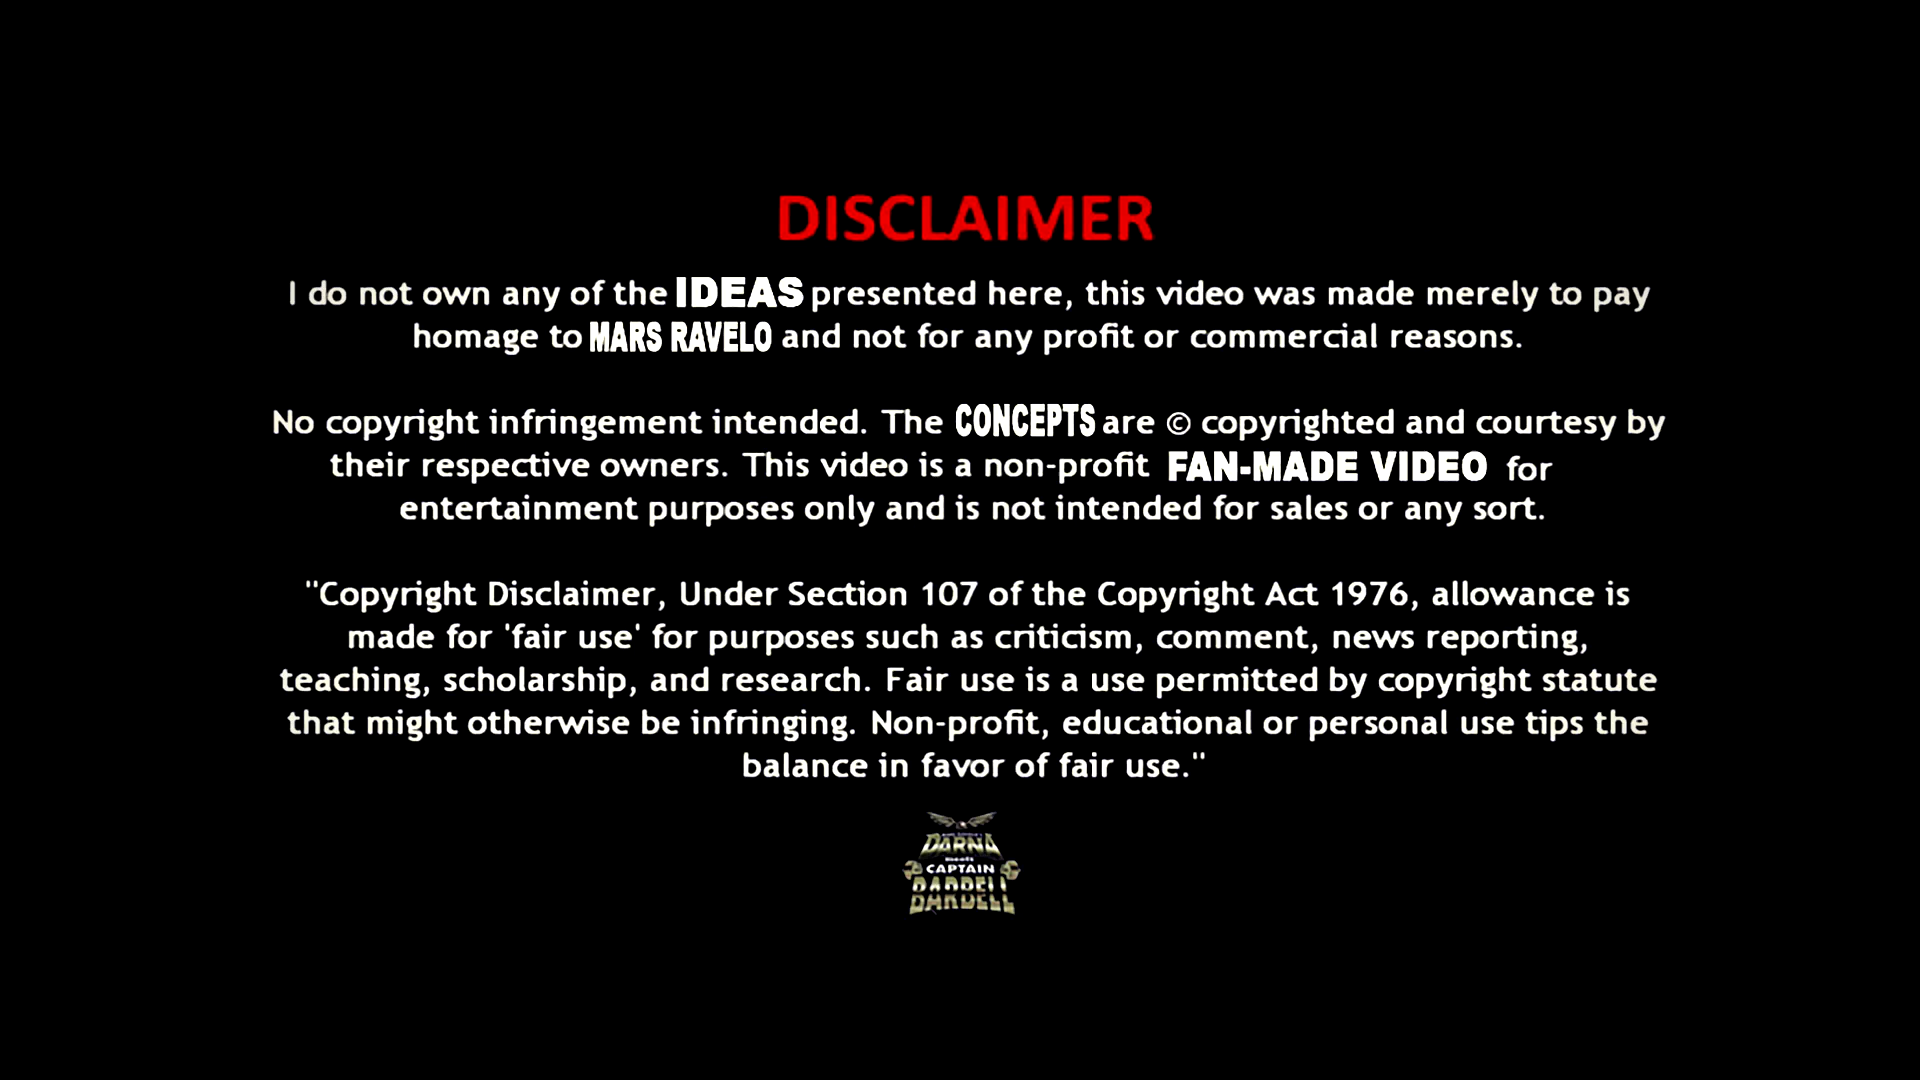 DISCLAIMER
I do not own any of the IDEAS presented here, this video was made merely to pay
homage to MARS RAVELO and not for any profit or commercial reasons.
No copyright infringement intended. The CONCEPTS are © copyrighted and courtesy by
their respective owners. This video is a non-profit FAN-MADE VIDEO for
entertainment purposes only and is not intended for sales or any sort.
"Copyright Disclaimer, Under Section 107 of the Copyright Act 1976, allowance is
made for 'fair use' for purposes such as criticism, comment, news reporting,
teaching, scholarship, and research. Fair use is a use permitted by copyright statute
that might otherwise be infringing. Non-profit, educational or personal use tips the
balance in favor of fair use."
DARNA
meets
CAPTAIN
BARBELL